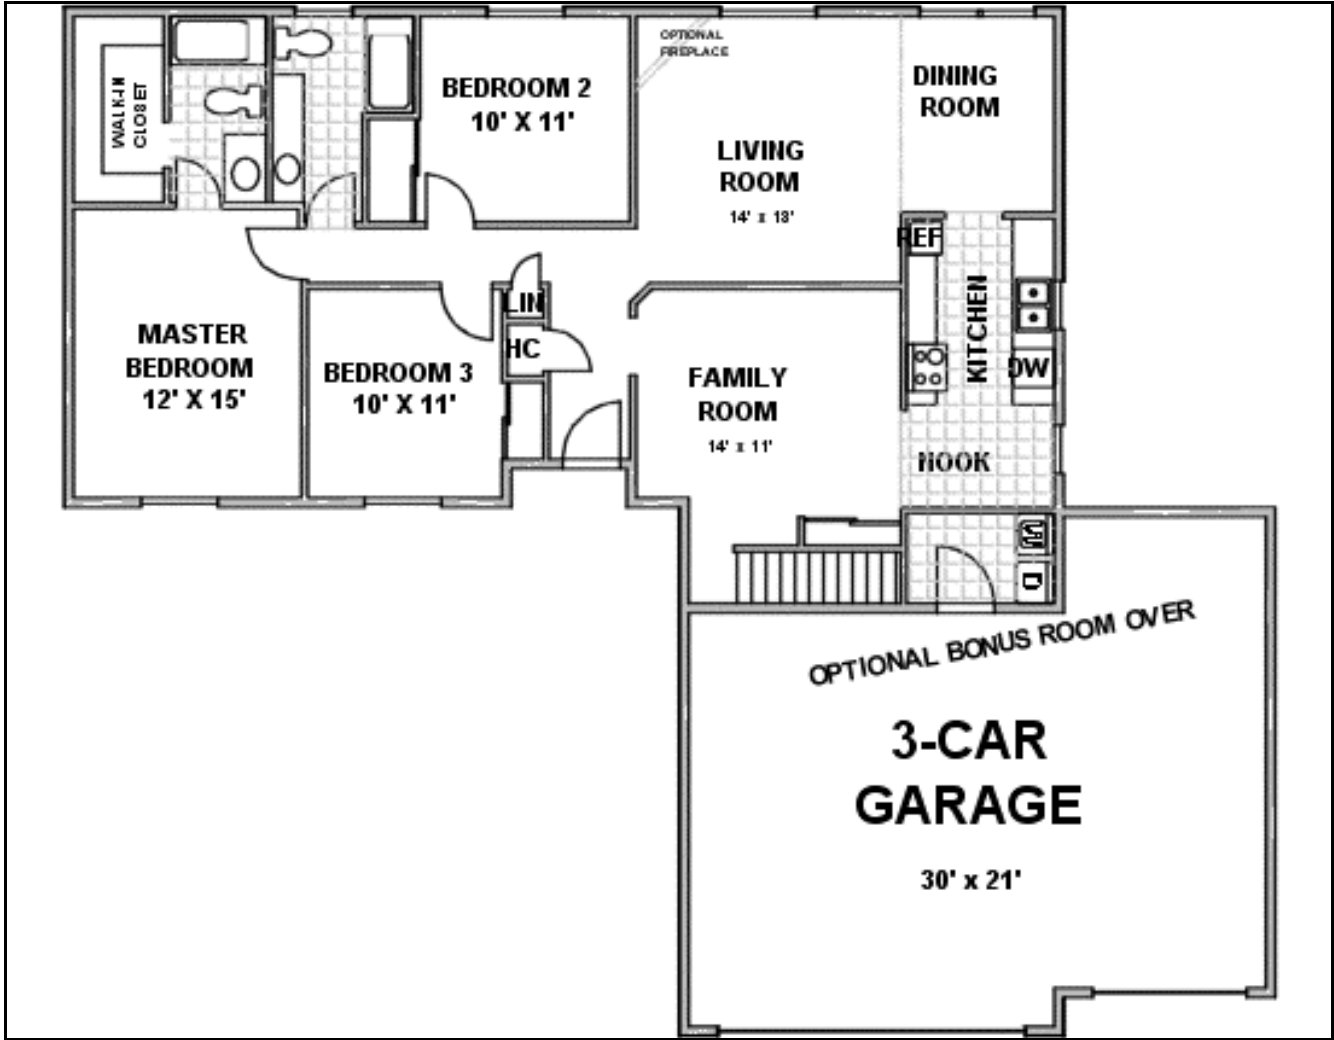 OPTIONAL
FIREPLACE
WALK-IN
CLOSET
BEDROOM 2
10' X 11'
DINING
ROOM
LIVING
ROOM
14' x 18'
REF
KITCHEN
LIN
HC
MASTER
BEDROOM
12' X 15'
BEDROOM 3
10' X 11'
FAMILY
ROOM
14' x 11'
DW
NOOK
W
D
OPTIONAL BONUS ROOM OVER
3-CAR
GARAGE
30' x 21'